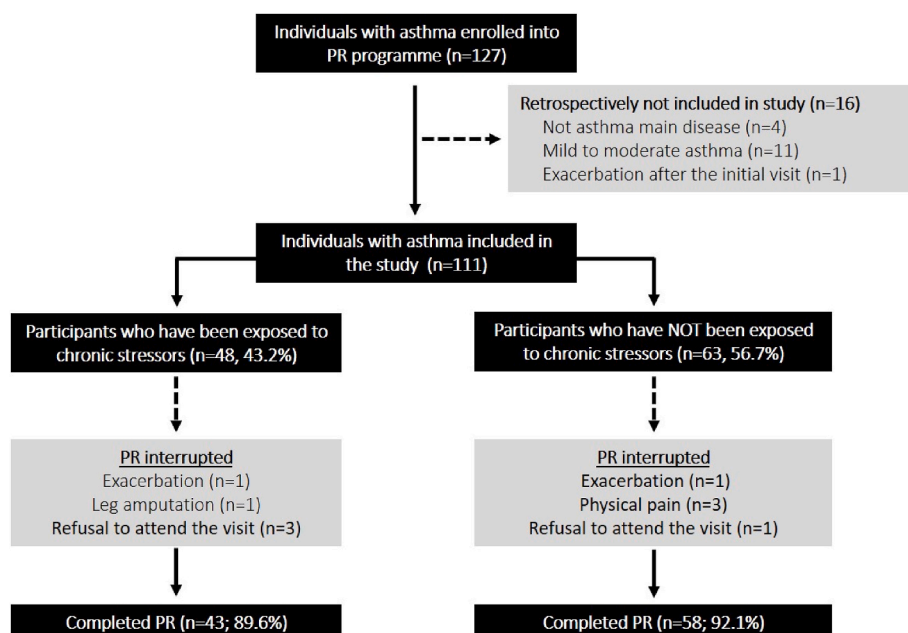 Individuals with asthma enrolled into
PR programme (n=127)
Retrospectively not included in study (n=16)
Not asthma main disease (n=4)
Mild to moderate asthma (n=11)
Exacerbation after the initial visit (n=1)
Individuals with asthma included in
the study (n=111)
Participants who have been exposed to
chronic stressors (n=48, 43.2%)
Participants who have NOT been exposed
to chronic stressors (n=63, 56.7%)
PR interrupted
Exacerbation (n=1)
Leg amputation (n=1)
Refusal to attend the visit (n=3)
PR interrupted
Exacerbation (n=1)
Physical pain (n=3)
Refusal to attend the visit (n=1)
Completed PR (n=43; 89.6%)
Completed PR (n=58; 92.1%)